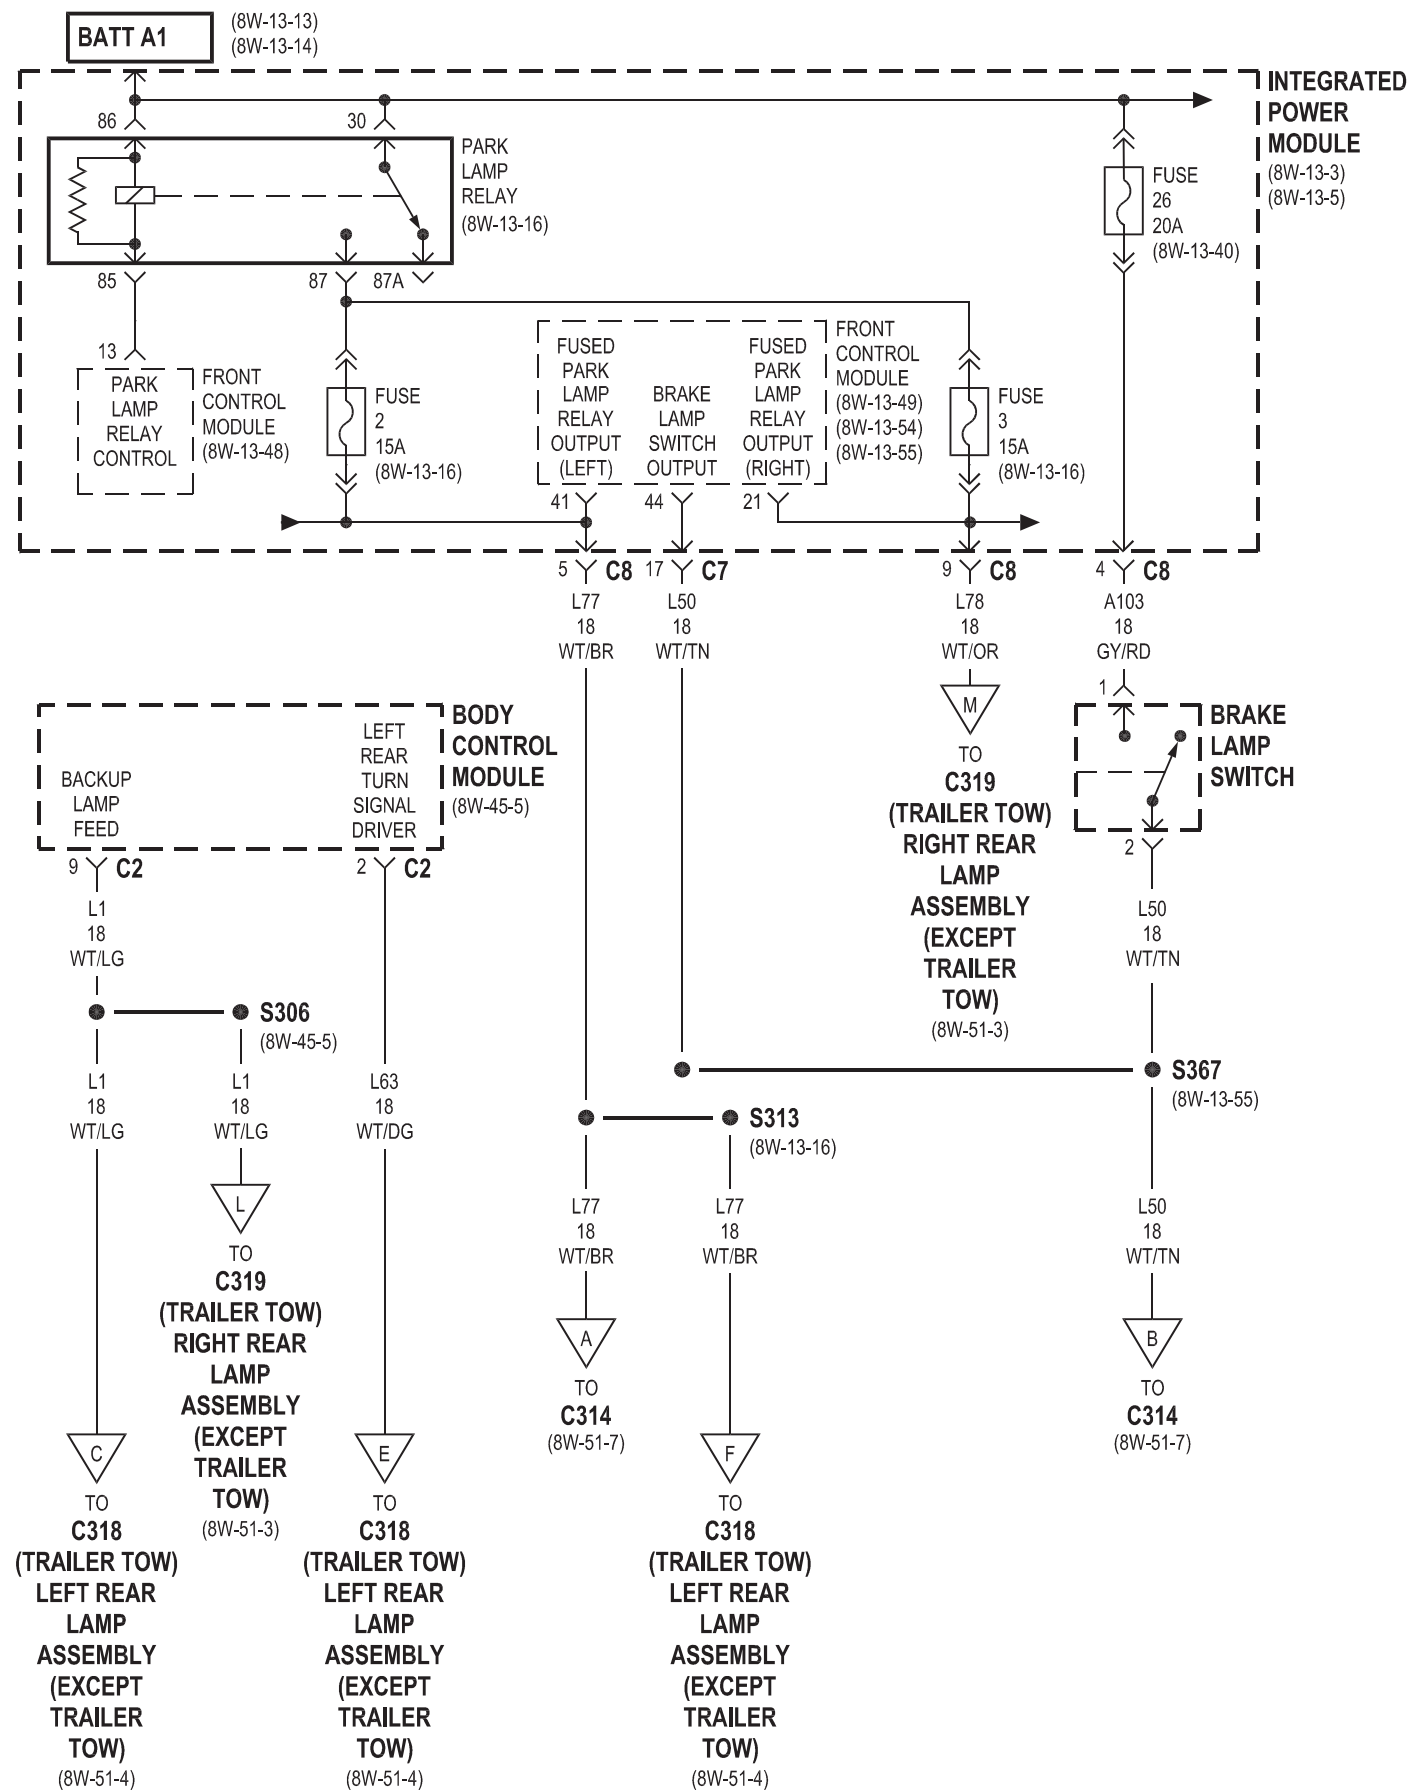 BATT A1
(8W-13-13)
(8W-13-14)
INTEGRATED
POWER
MODULE
(8W-13-3)
(8W-13-5)
86
30
PARK
LAMP
RELAY
(8W-13-16)
FUSE
26
20A
(8W-13-40)
85
87
87A
13
PARK
LAMP
RELAY
CONTROL
FRONT
CONTROL
MODULE
(8W-13-48)
FUSE
2
15A
(8W-13-16)
FUSED
PARK
LAMP
RELAY
OUTPUT
(LEFT)
BRAKE
LAMP
SWITCH
OUTPUT
FUSED
PARK
LAMP
RELAY
OUTPUT
(RIGHT)
FRONT
CONTROL
MODULE
(8W-13-49)
(8W-13-54)
(8W-13-55)
FUSE
3
15A
(8W-13-16)
41
44
21
5
C8
17
C7
9
C8
4
C8
L77
18
WT/BR
L50
18
WT/TN
L78
18
WT/OR
A103
18
GY/RD
M
TO
C319
(TRAILER TOW)
RIGHT REAR
LAMP
ASSEMBLY
(EXCEPT
TRAILER
TOW)
(8W-51-3)
1
BRAKE
LAMP
SWITCH
2
BACKUP
LAMP
FEED
LEFT
REAR
TURN
SIGNAL
DRIVER
BODY
CONTROL
MODULE
(8W-45-5)
9
C2
2
C2
L1
18
WT/LG
L50
18
WT/TN
S306
(8W-45-5)
S367
(8W-13-55)
L1
18
WT/LG
L1
18
WT/LG
L63
18
WT/DG
S313
(8W-13-16)
L
TO
C319
(TRAILER TOW)
RIGHT REAR
LAMP
ASSEMBLY
(EXCEPT
TRAILER
TOW)
(8W-51-3)
L77
18
WT/BR
L77
18
WT/BR
L50
18
WT/TN
A
TO
C314
(8W-51-7)
B
TO
C314
(8W-51-7)
C
TO
C318
(TRAILER TOW)
LEFT REAR
LAMP
ASSEMBLY
(EXCEPT
TRAILER
TOW)
(8W-51-4)
E
TO
C318
(TRAILER TOW)
LEFT REAR
LAMP
ASSEMBLY
(EXCEPT
TRAILER
TOW)
(8W-51-4)
F
TO
C318
(TRAILER TOW)
LEFT REAR
LAMP
ASSEMBLY
(EXCEPT
TRAILER
TOW)
(8W-51-4)